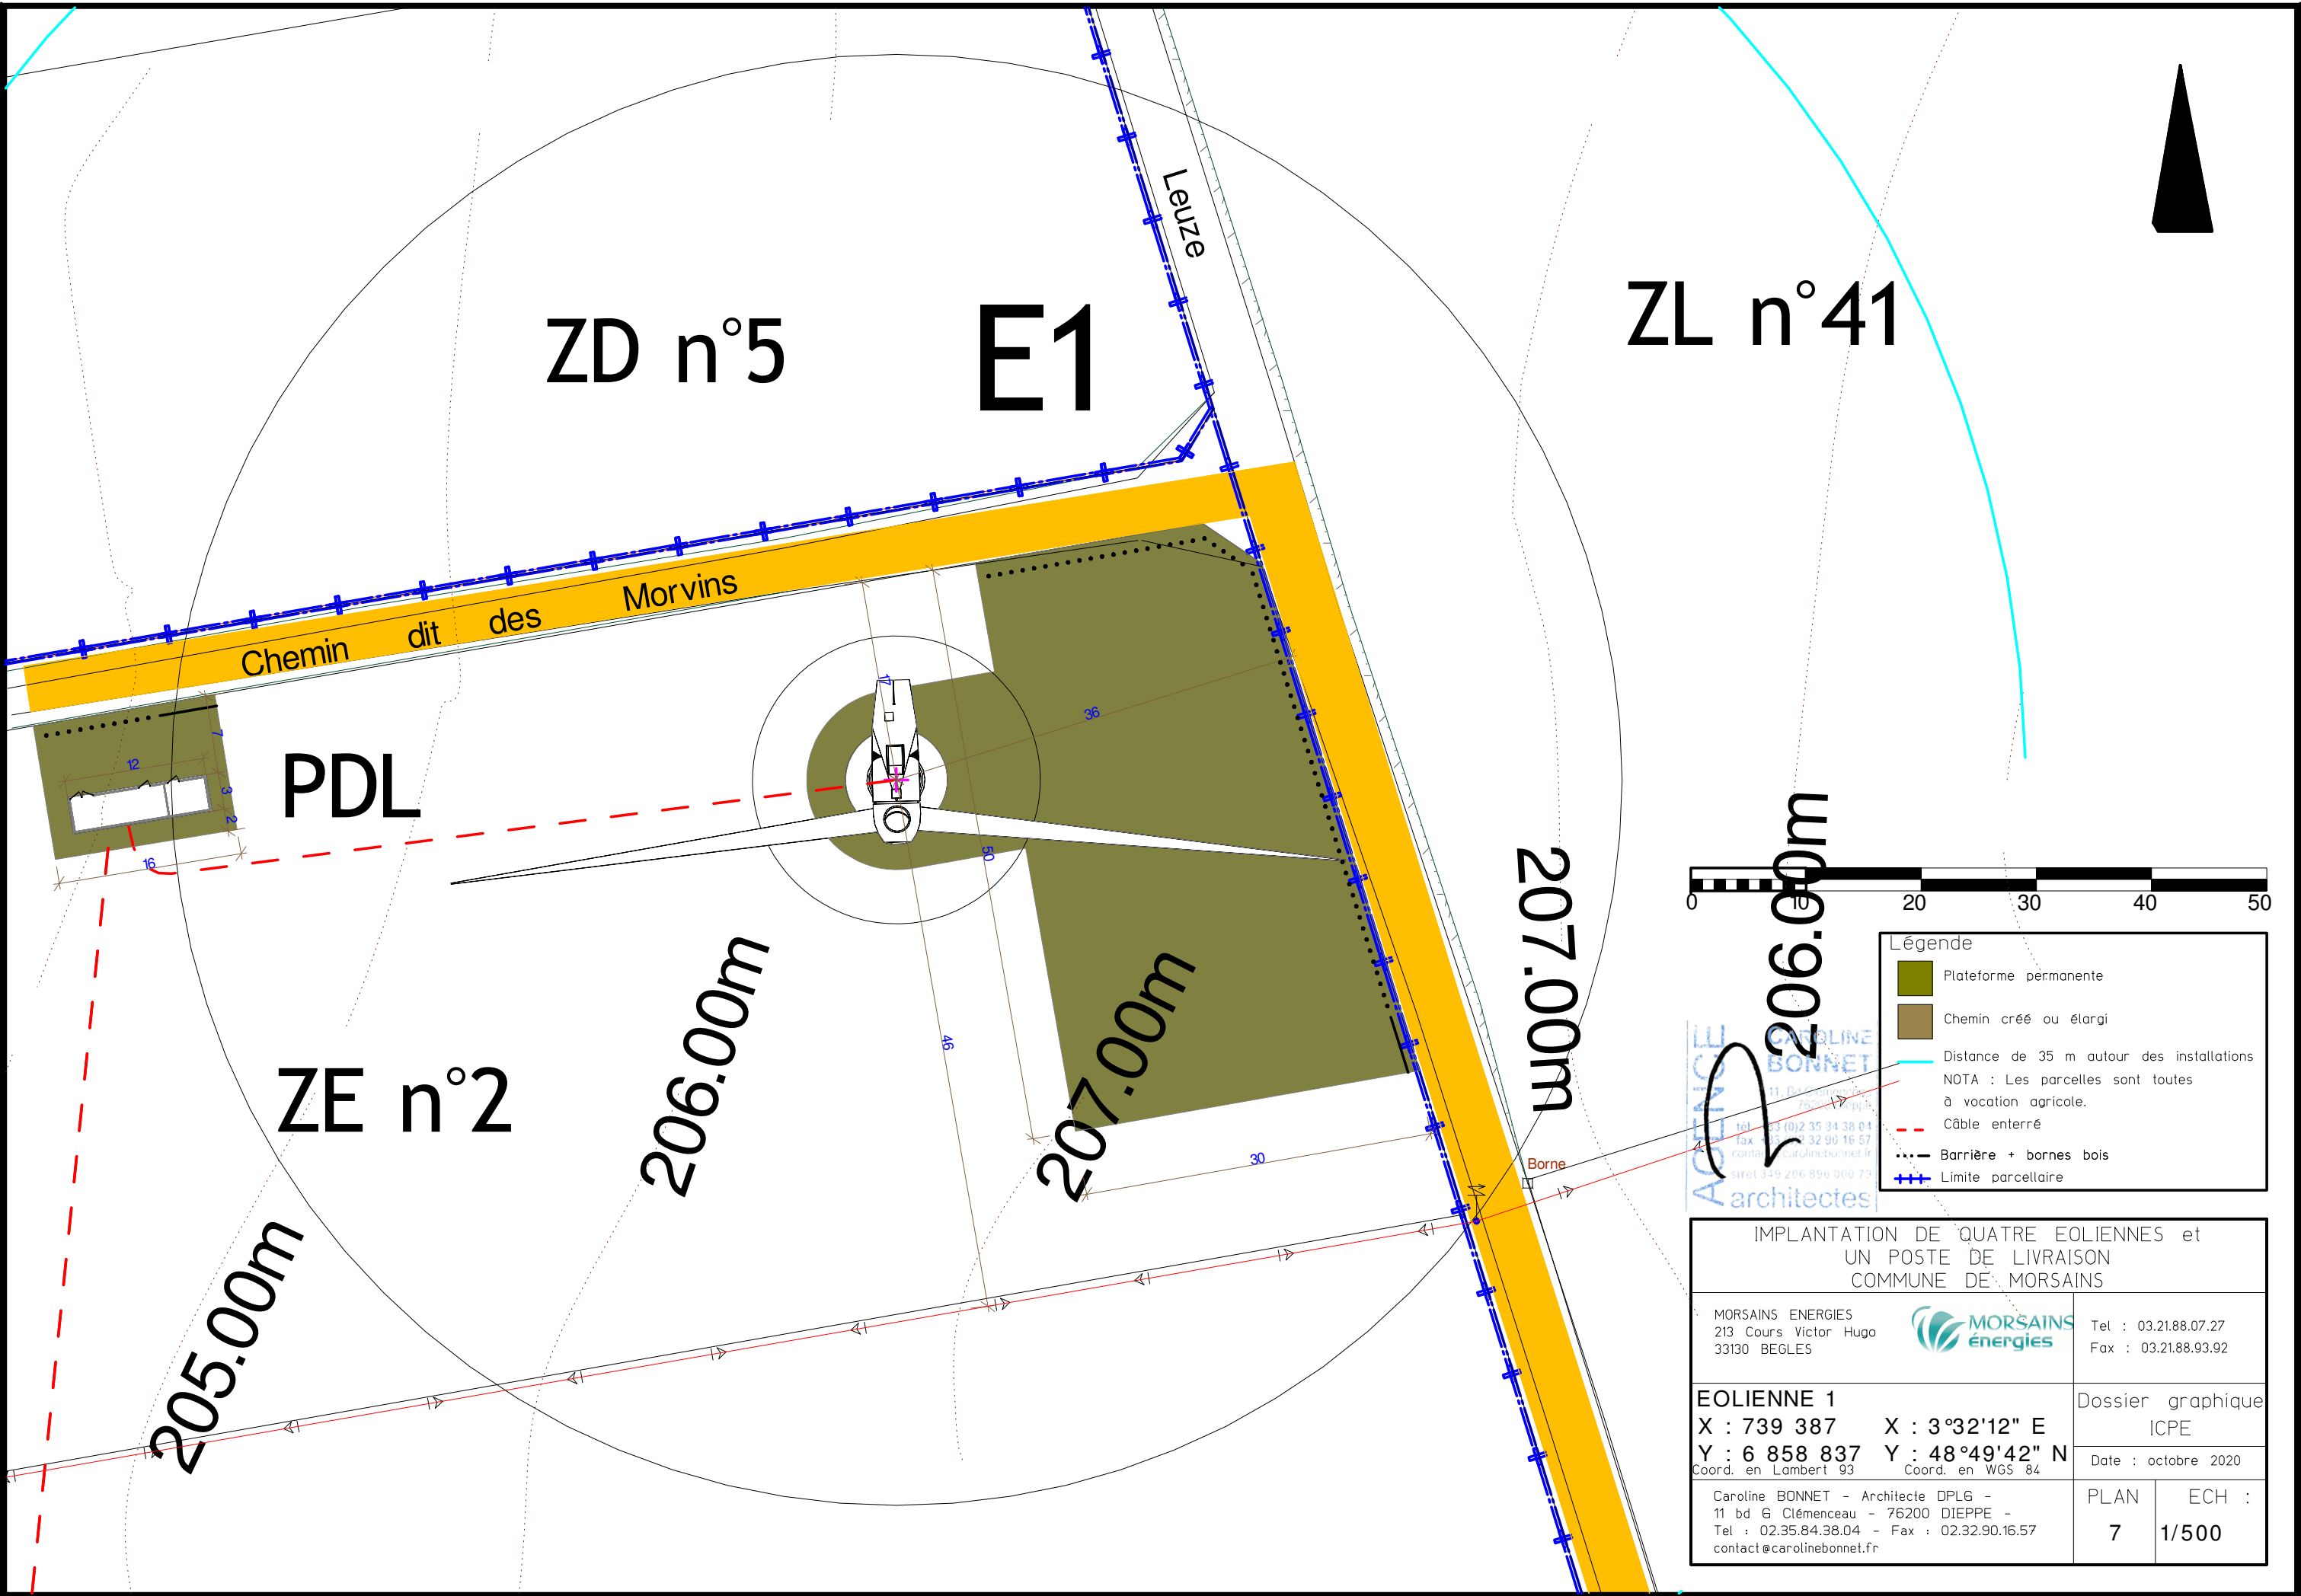 Leuze
ZD n°5
E1
ZL n°41
Chemin dit des Morvins
17
36
7
12
3
2
16
PDL
50
46
30
ZE n°2
205.00m
206.00m
207.00m
207.00m
206.00m
Borne
0 10 20 30 40 50
Légende
Plateforme permanente
Chemin créé ou élargi
Distance de 35 m autour des installations
NOTA : Les parcelles sont toutes
à vocation agricole.
Câble enterré
Barrière + bornes bois
Limite parcellaire
AGENCE
CAROLINE
BONNET
architectes
IMPLANTATION DE QUATRE EOLIENNES et
UN POSTE DE LIVRAISON
COMMUNE DE MORSAINS
MORSAINS ENERGIES
213 Cours Victor Hugo
33130 BEGLES
MORSAINS
énergies
Tel : 03.21.88.07.27
Fax : 03.21.88.93.92
EOLIENNE 1
X : 739 387 X : 3°32'12" E
Y : 6 858 837 Y : 48°49'42" N
Coord. en Lambert 93 Coord. en WGS 84
Dossier graphique
ICPE
Date : octobre 2020
Caroline BONNET - Architecte DPLG -
11 bd G Clémenceau - 76200 DIEPPE -
Tel : 02.35.84.38.04 - Fax : 02.32.90.16.57
contact@carolinebonnet.fr
PLAN
7
ECH :
1/500